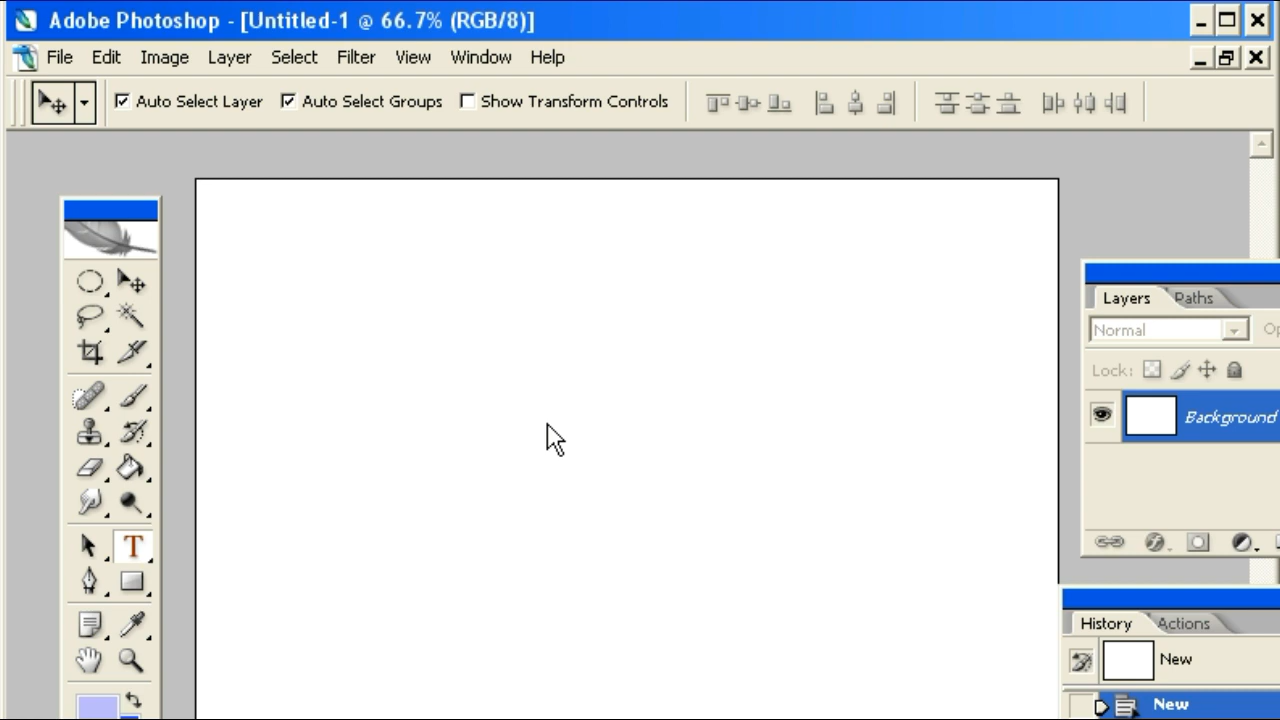 Adobe Photoshop - [Untitled-1 @ 66.7% (RGB/8)]
File Edit Image Layer Select Filter View Window Help
Auto Select Layer Auto Select Groups Show Transform Controls
Layers Paths
Normal Op
Lock:
Background
T
History Actions
New
New